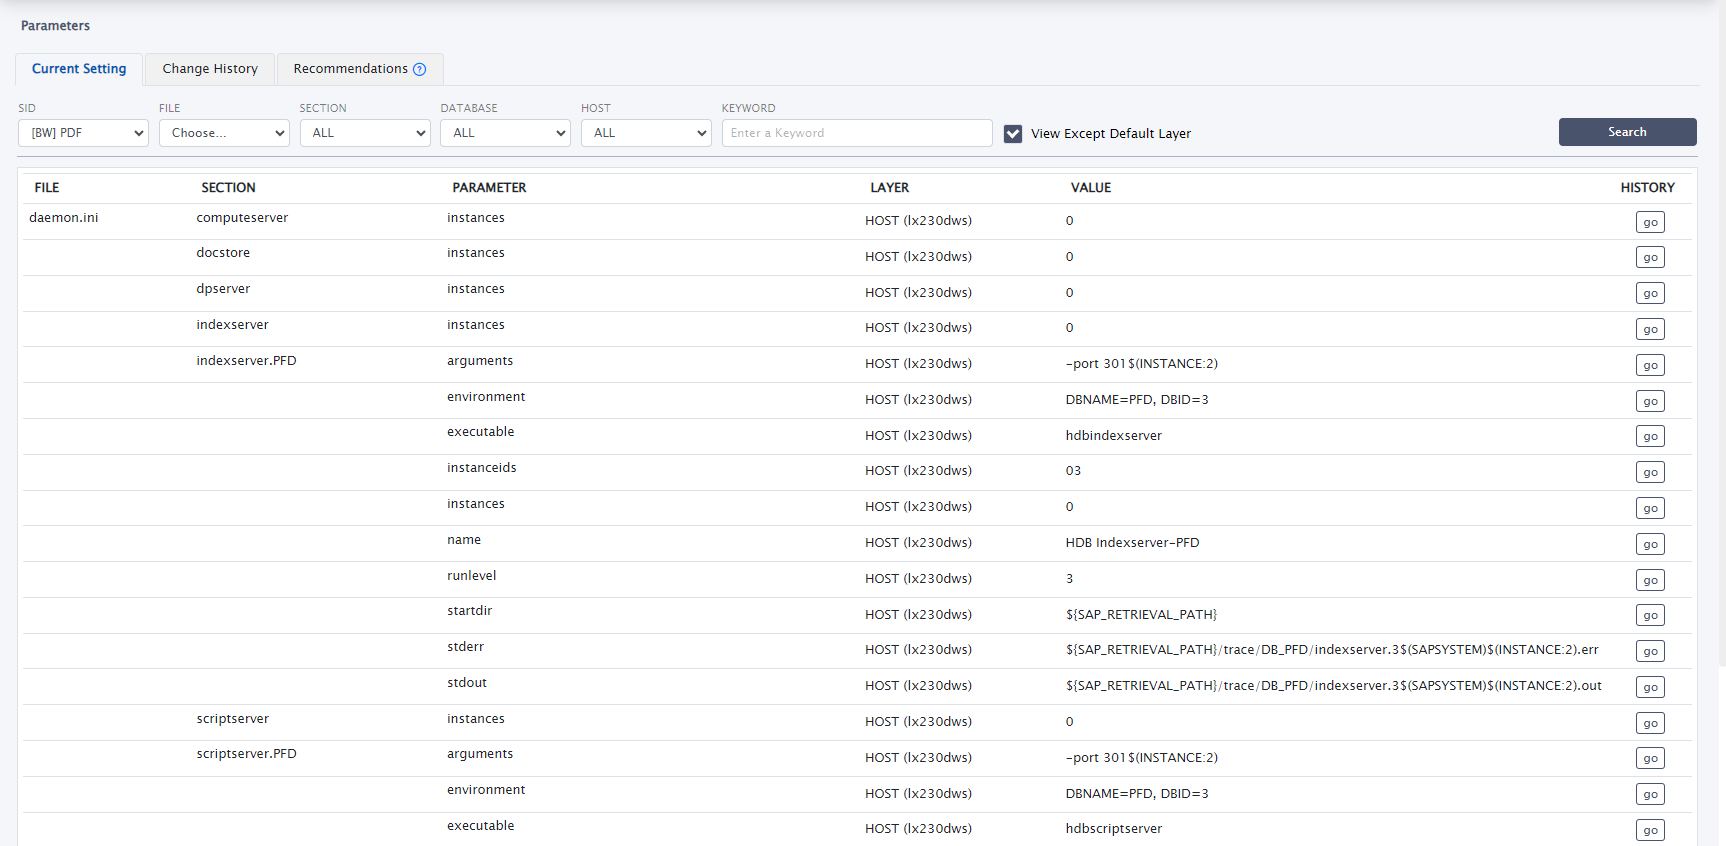 Parameters
Current Setting Change History Recommendations ?
SID FILE SECTION DATABASE HOST KEYWORD
[BW] PDF Choose... ALL ALL ALL Enter a Keyword View Except Default Layer Search
FILE SECTION PARAMETER LAYER VALUE HISTORY
daemon.ini computeserver instances HOST (lx230dws) 0 go
docstore instances HOST (lx230dws) 0 go
dpserver instances HOST (lx230dws) 0 go
indexserver instances HOST (lx230dws) 0 go
indexserver.PFD arguments HOST (lx230dws) -port 301$(INSTANCE:2) go
environment HOST (lx230dws) DBNAME=PFD, DBID=3 go
executable HOST (lx230dws) hdbindexserver go
instanceids HOST (lx230dws) 03 go
instances HOST (lx230dws) 0 go
name HOST (lx230dws) HDB Indexserver-PFD go
runlevel HOST (lx230dws) 3 go
startdir HOST (lx230dws) ${SAP_RETRIEVAL_PATH} go
stderr HOST (lx230dws) ${SAP_RETRIEVAL_PATH}/trace/DB_PFD/indexserver.3$(SAPSYSTEM)$(INSTANCE:2).err go
stdout HOST (lx230dws) ${SAP_RETRIEVAL_PATH}/trace/DB_PFD/indexserver.3$(SAPSYSTEM)$(INSTANCE:2).out go
scriptserver instances HOST (lx230dws) 0 go
scriptserver.PFD arguments HOST (lx230dws) -port 301$(INSTANCE:2) go
environment HOST (lx230dws) DBNAME=PFD, DBID=3 go
executable HOST (lx230dws) hdbscriptserver go